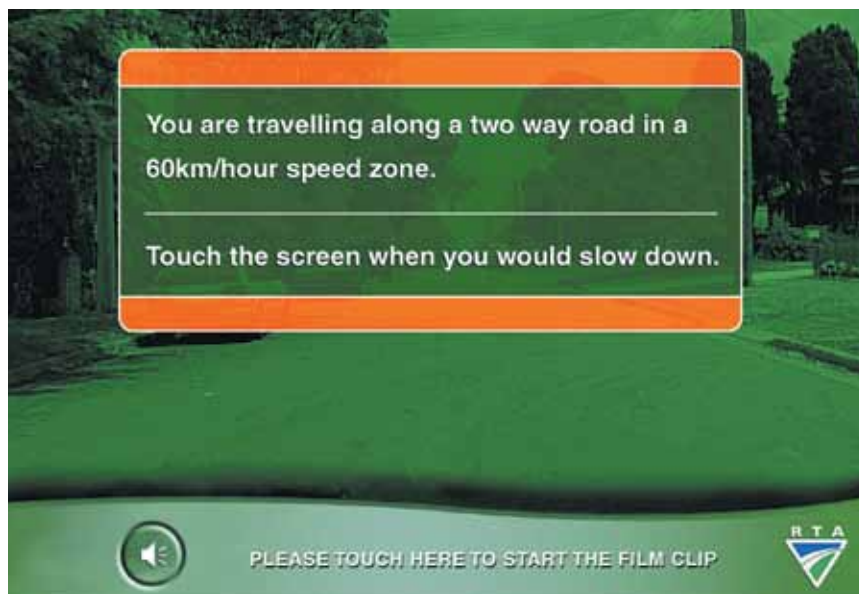 You are travelling along a two way road in a
60km/hour speed zone.
Touch the screen when you would slow down.
PLEASE TOUCH HERE TO START THE FILM CLIP
RTA